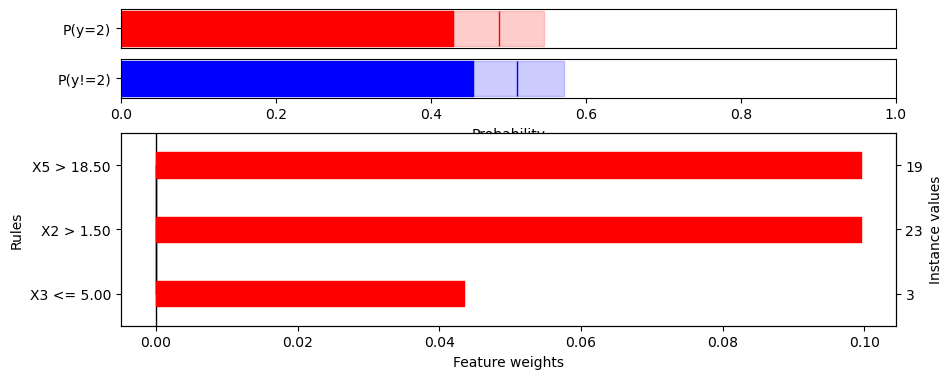 P(y=2)
P(y!=2)
0.0 0.2 0.4 0.6 0.8 1.0
Probability
X5 > 18.50 19
X2 > 1.50 23
X3 <= 5.00 3
Rules
Instance values
0.00 0.02 0.04 0.06 0.08 0.10
Feature weights